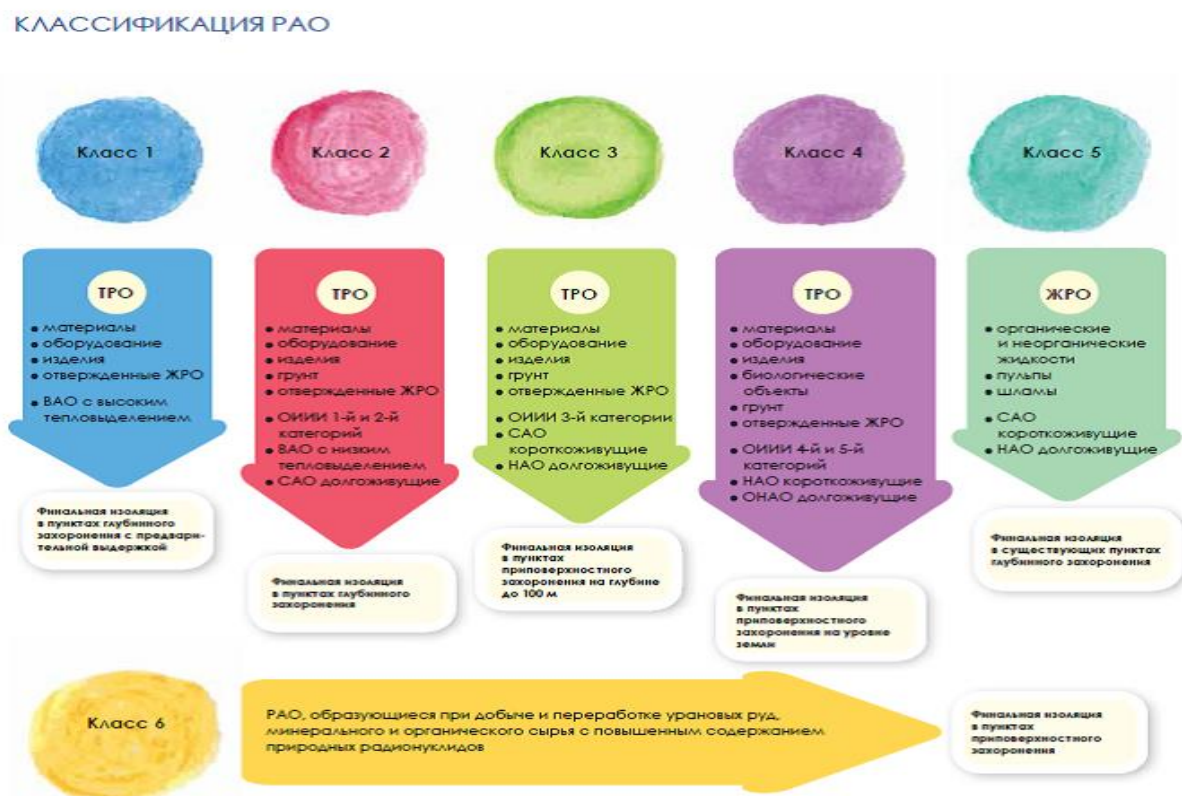 КЛАССИФИКАЦИЯ РАО
Класс 1
Класс 2
Класс 3
Класс 4
Класс 5
ТРО
• материалы
• оборудование
• изделия
• отвержденные ЖРО
• ВАО с высоким
тепловыделением
Финальная изоляция
в пунктах глубинного
захоронения с предвари-
тельной выдержкой
ТРО
• материалы
• оборудование
• изделия
• грунт
• отвержденные ЖРО
• ОИИИ 1-й и 2-й
категорий
• ВАО с низким
тепловыделением
• САО долгоживущие
Финальная изоляция
в пунктах глубинного
захоронения
ТРО
• материалы
• оборудование
• изделия
• грунт
• отвержденные ЖРО
• ОИИИ 3-й категории
• САО
короткоживущие
• НАО долгоживущие
Финальная изоляция
в пунктах
приповерхностного
захоронения на глубине
до 100 м
ТРО
• материалы
• оборудование
• изделия
• биологические
объекты
• грунт
• отвержденные ЖРО
• ОИИИ 4-й и 5-й
категорий
• НАО короткоживущие
• ОНАО долгоживущие
Финальная изоляция
в пунктах
приповерхностного
захоронения на уровне
земли
ЖРО
• органические
и неорганические
жидкости
• пульпы
• шламы
• САО
короткоживущие
• НАО долгоживущие
Финальная изоляция
в существующих пунктах
глубинного захоронения
Класс 6
РАО, образующиеся при добыче и переработке урановых руд,
минерального и органического сырья с повышенным содержанием
природных радионуклидов
Финальная изоляция
в пунктах
приповерхностного
захоронения